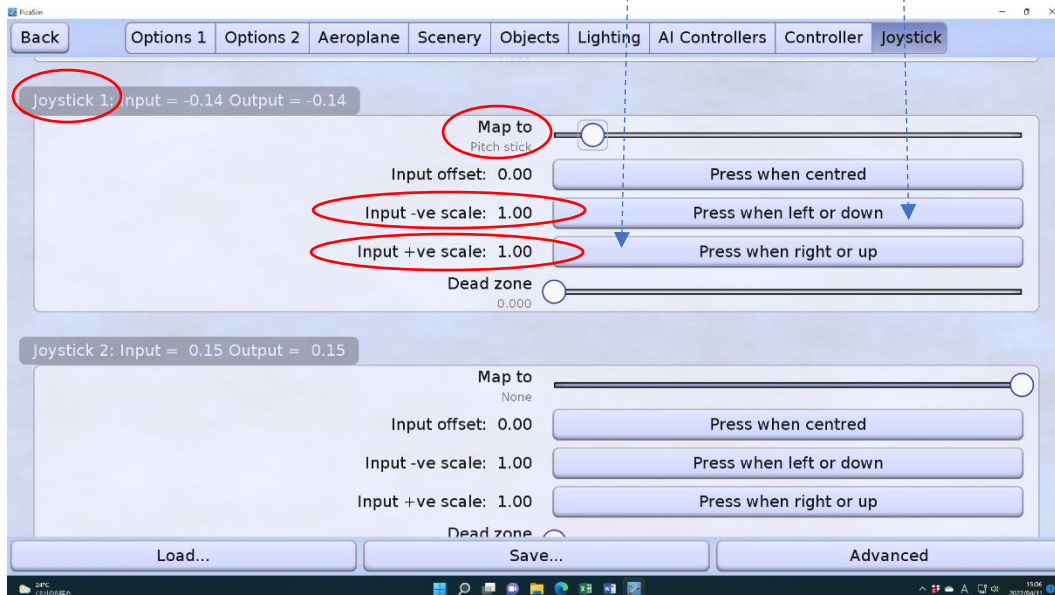 PicaSim
Back Options 1 Options 2 Aeroplane Scenery Objects Lighting AI Controllers Controller Joystick
Joystick 1: Input = -0.14 Output = -0.14
Map to
Pitch stick
Input offset: 0.00 Press when centred
Input -ve scale: 1.00 Press when left or down
Input +ve scale: 1.00 Press when right or up
Dead zone
0.000
Joystick 2: Input = 0.15 Output = 0.15
Map to
None
Input offset: 0.00 Press when centred
Input -ve scale: 1.00 Press when left or down
Input +ve scale: 1.00 Press when right or up
Dead zone
Load... Save... Advanced
24°C A 15:06
2022/04/11